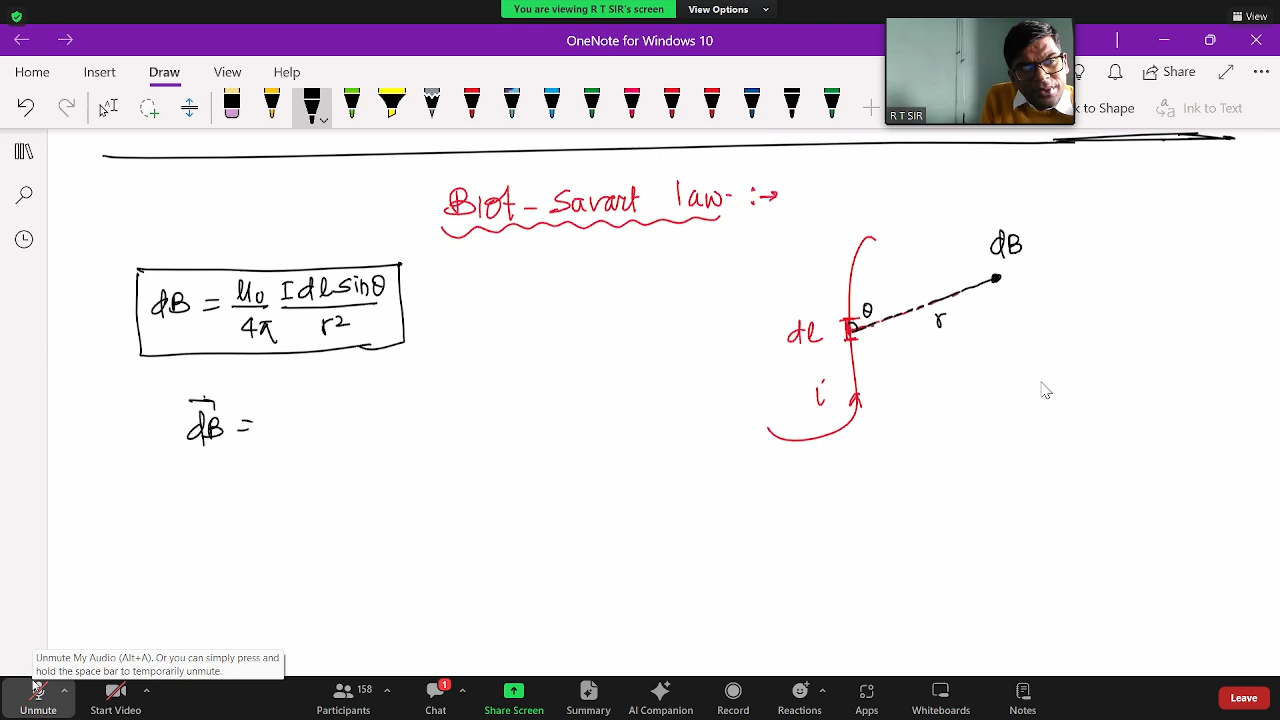 You are viewing R T SIR's screen
View Options
View
OneNote for Windows 10
Home
Insert
Draw
View
Help
Share
R T SIR
k to Shape
Ink to Text
Biot-Savart law :→
dB = μ₀/4π I dl sinθ/r²
dB
θ
r
dl
i
dB⃗ =
Unmute My Audio (Alt+A). Or you can simply press and
hold the space bar to temporarily unmute.
Unmute
Start Video
158
Participants
1
Chat
Share Screen
Summary
AI Companion
Record
Reactions
Apps
Whiteboards
Notes
Leave